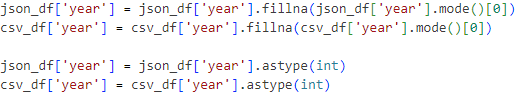 json_df['year'] = json_df['year'].fillna(json_df['year'].mode()[0])
csv_df['year'] = csv_df['year'].fillna(csv_df['year'].mode()[0])
json_df['year'] = json_df['year'].astype(int)
csv_df['year'] = csv_df['year'].astype(int)